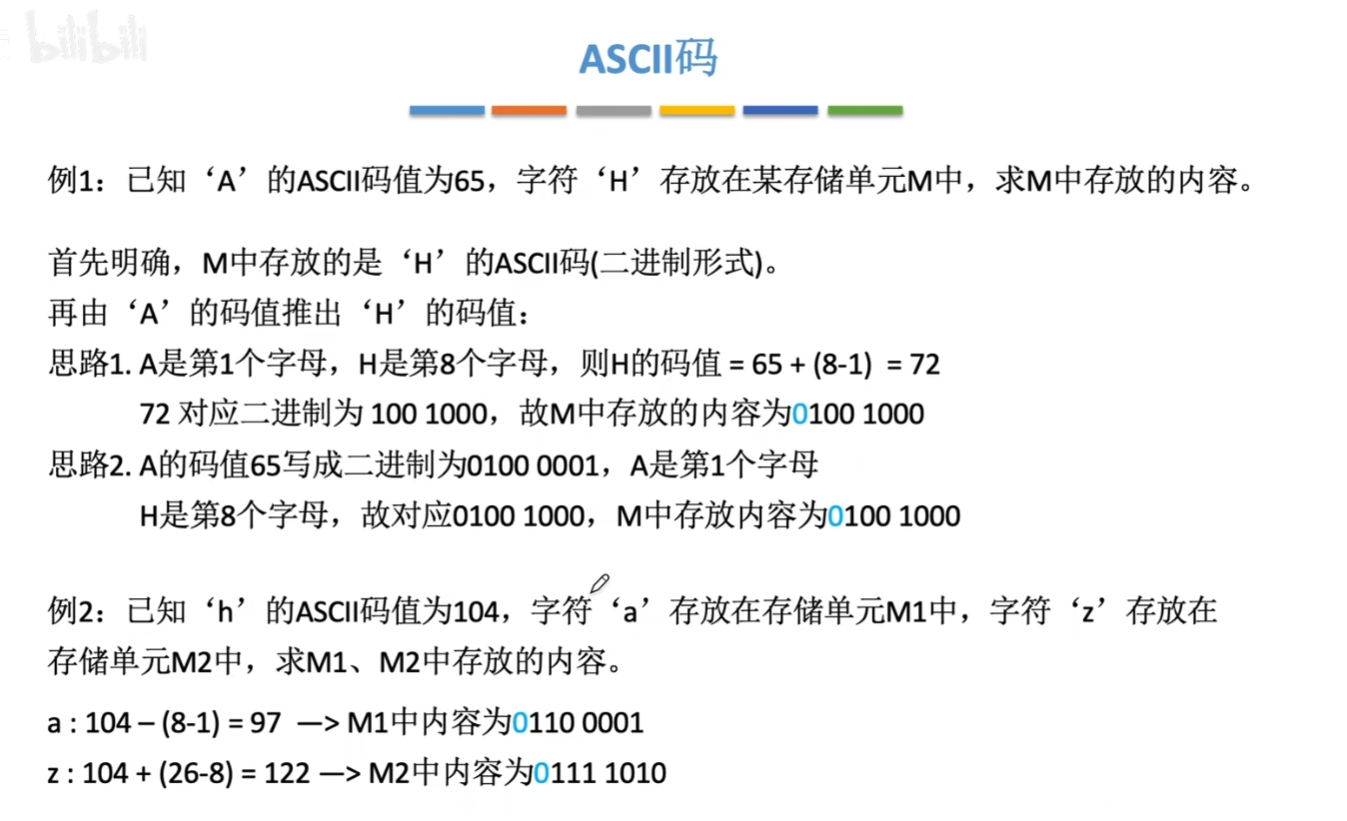 bilibili
ASCII码
例1：已知‘A’的ASCII码值为65，字符‘H’存放在某存储单元M中，求M中存放的内容。
首先明确，M中存放的是‘H’的ASCII码(二进制形式)。
再由‘A’的码值推出‘H’的码值：
思路1. A是第1个字母，H是第8个字母，则H的码值 = 65 + (8-1) = 72
72 对应二进制为 100 1000，故M中存放的内容为0100 1000
思路2. A的码值65写成二进制为0100 0001，A是第1个字母
H是第8个字母，故对应0100 1000，M中存放内容为0100 1000
例2：已知‘h’的ASCII码值为104，字符‘a’存放在存储单元M1中，字符‘z’存放在
存储单元M2中，求M1、M2中存放的内容。
a : 104 – (8-1) = 97 —> M1中内容为0110 0001
z : 104 + (26-8) = 122 —> M2中内容为0111 1010